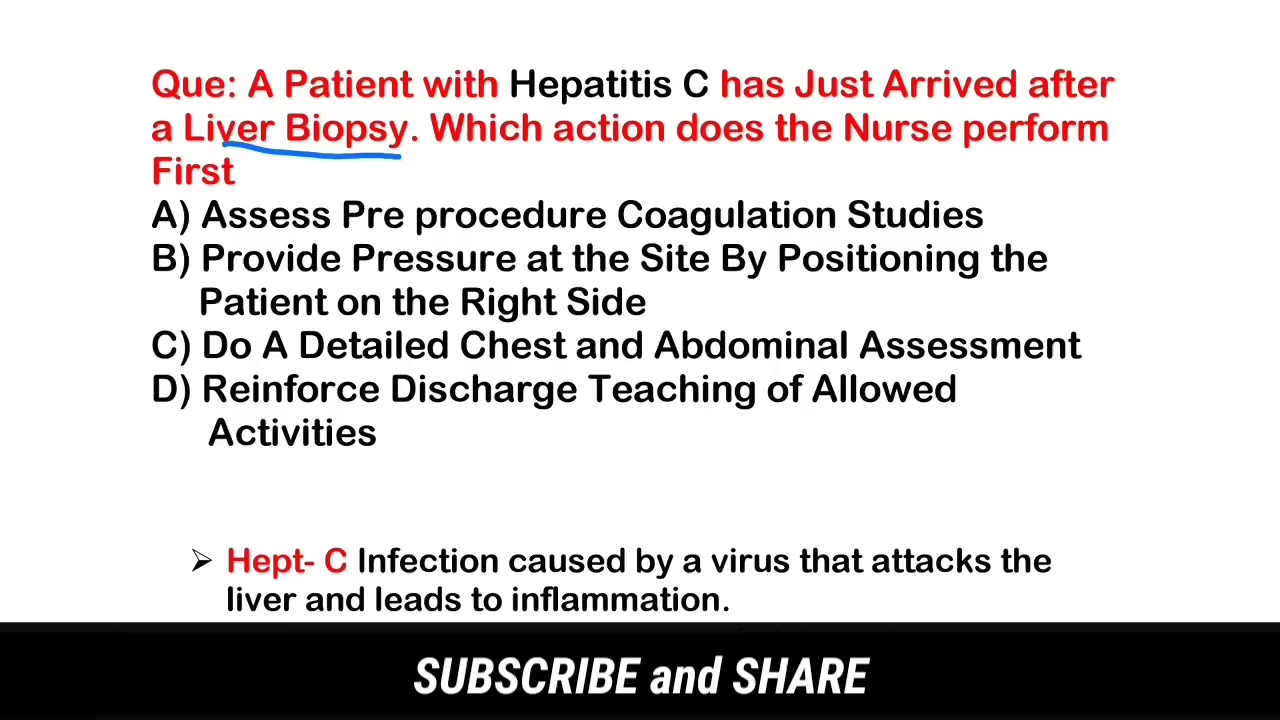 Que: A Patient with Hepatitis C has Just Arrived after
a Liver Biopsy. Which action does the Nurse perform
First
A) Assess Pre procedure Coagulation Studies
B) Provide Pressure at the Site By Positioning the
Patient on the Right Side
C) Do A Detailed Chest and Abdominal Assessment
D) Reinforce Discharge Teaching of Allowed
Activities
➢ Hept- C Infection caused by a virus that attacks the
liver and leads to inflammation.
SUBSCRIBE and SHARE